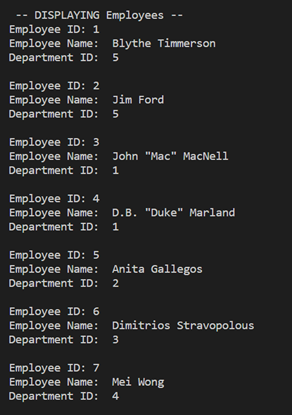 -- DISPLAYING Employees --
Employee ID: 1
Employee Name:  Blythe Timmerson
Department ID:  5

Employee ID: 2
Employee Name:  Jim Ford
Department ID:  5

Employee ID: 3
Employee Name:  John "Mac" MacNell
Department ID:  1

Employee ID: 4
Employee Name:  D.B. "Duke" Marland
Department ID:  1

Employee ID: 5
Employee Name:  Anita Gallegos
Department ID:  2

Employee ID: 6
Employee Name:  Dimitrios Stravopolous
Department ID:  3

Employee ID: 7
Employee Name:  Mei Wong
Department ID:  4